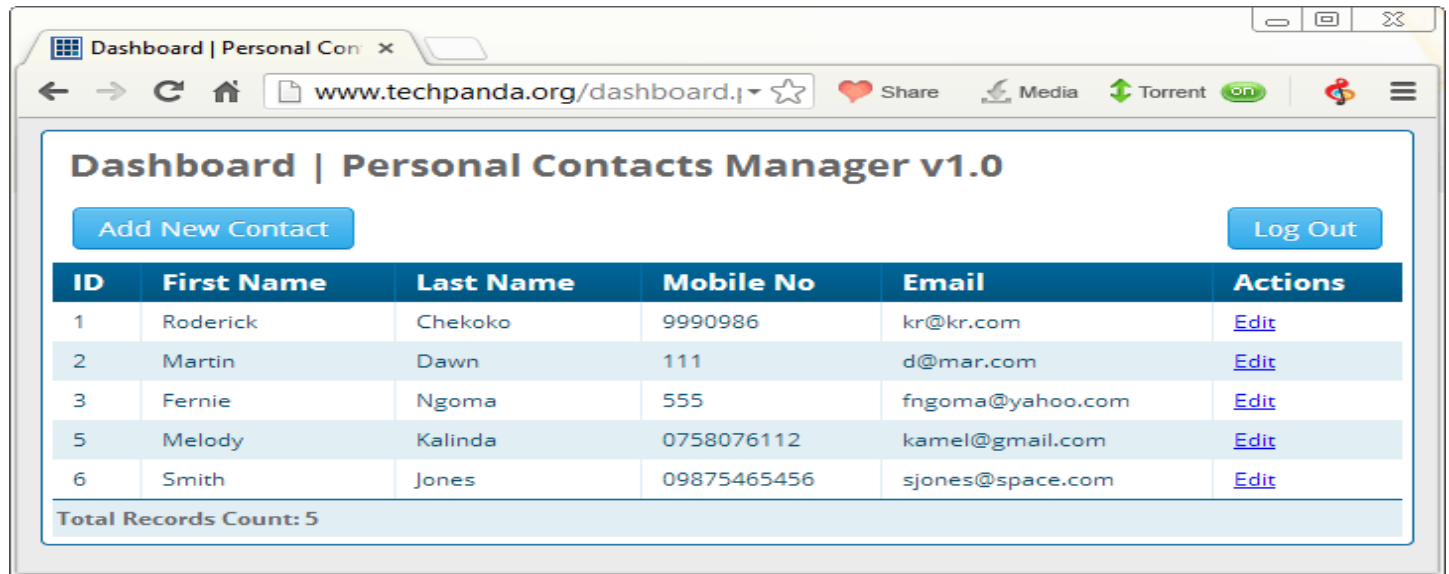 Dashboard | Personal Con
www.techpanda.org/dashboard.
Share Media Torrent on
Dashboard | Personal Contacts Manager v1.0
Add New Contact Log Out
ID First Name Last Name Mobile No Email Actions
1 Roderick Chekoko 9990986 kr@kr.com Edit
2 Martin Dawn 111 d@mar.com Edit
3 Fernie Ngoma 555 fngoma@yahoo.com Edit
5 Melody Kalinda 0758076112 kamel@gmail.com Edit
6 Smith Jones 09875465456 sjones@space.com Edit
Total Records Count: 5